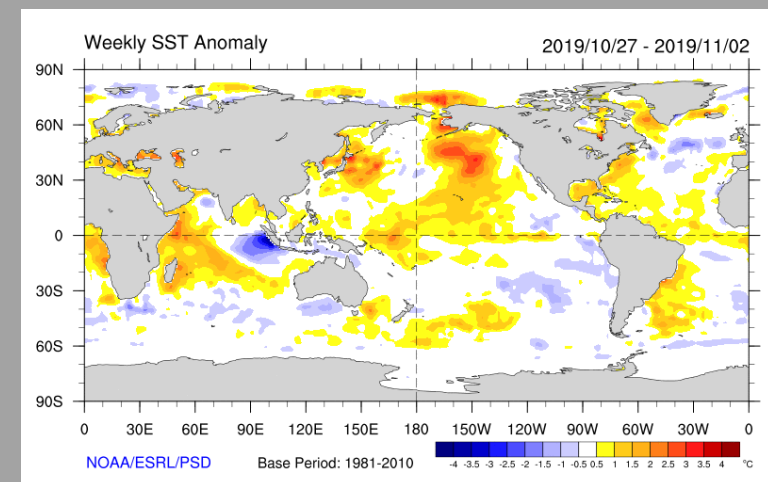 Weekly SST Anomaly
2019/10/27 - 2019/11/02
90N
60N
30N
0
30S
60S
90S
0 30E 60E 90E 120E 150E 180 150W 120W 90W 60W 30W 0
NOAA/ESRL/PSD
Base Period: 1981-2010
-4 -3.5 -3 -2.5 -2 -1.5 -1 -0.5 0.5 1 1.5 2 2.5 3 3.5 4 °C